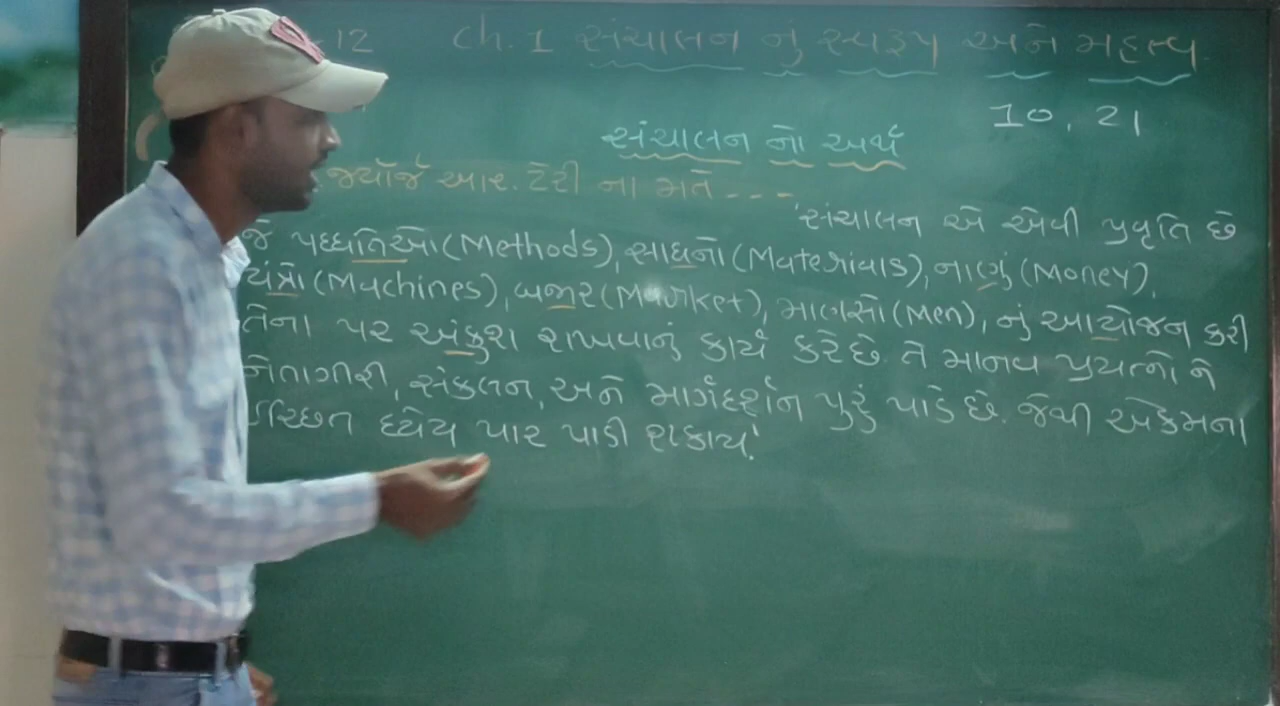 12 ch. 1 સંચાલન નું સ્વરૂપ અને મહત્ત્વ
10, 21
સંચાલન નો અર્થ
જ્યોર્જ આર. ટેરી ના મતે ----
'સંચાલન એ એવી પ્રવૃતિ છે
જે પધ્ધતિઓ (Methods), સાધનો (Materials), નાણું (Money),
યંત્રો (Machines), બજાર (Market), માણસો (Men), નું આયોજન કરી
તેના પર અંકુશ રાખવાનું કાર્ય કરે છે તે માનવ પ્રયત્નો ને
નેતાગીરી, સંકલન, અને માર્ગદર્શન પુરું પાડે છે. જેથી એકમના
ઈચ્છિત ધ્યેય પાર પાડી શકાય.'